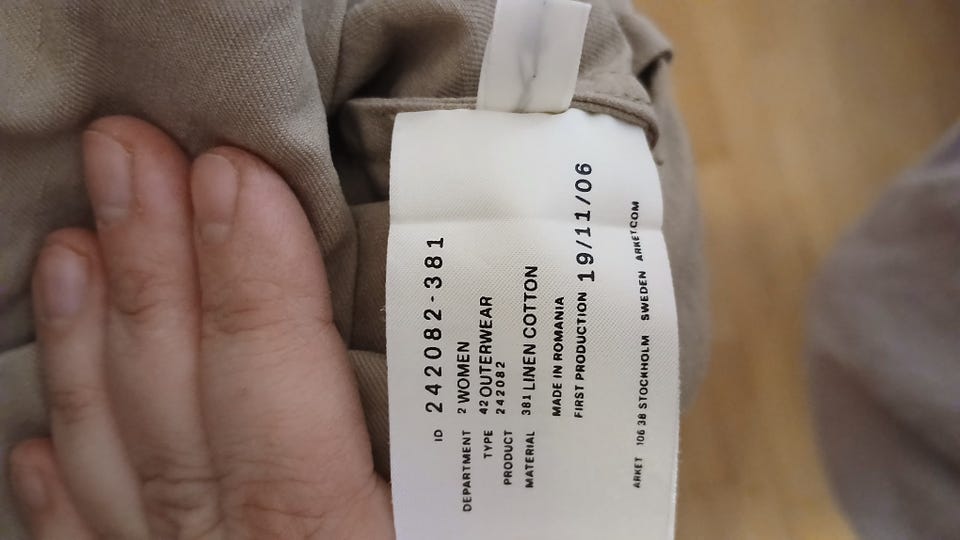 ID 242082-381
DEPARTMENT 2 WOMEN
TYPE 42 OUTERWEAR
PRODUCT 242082
MATERIAL 381 LINEN COTTON
MADE IN ROMANIA
FIRST PRODUCTION 19/11/06
ARKET 106 38 STOCKHOLM SWEDEN ARKET.COM